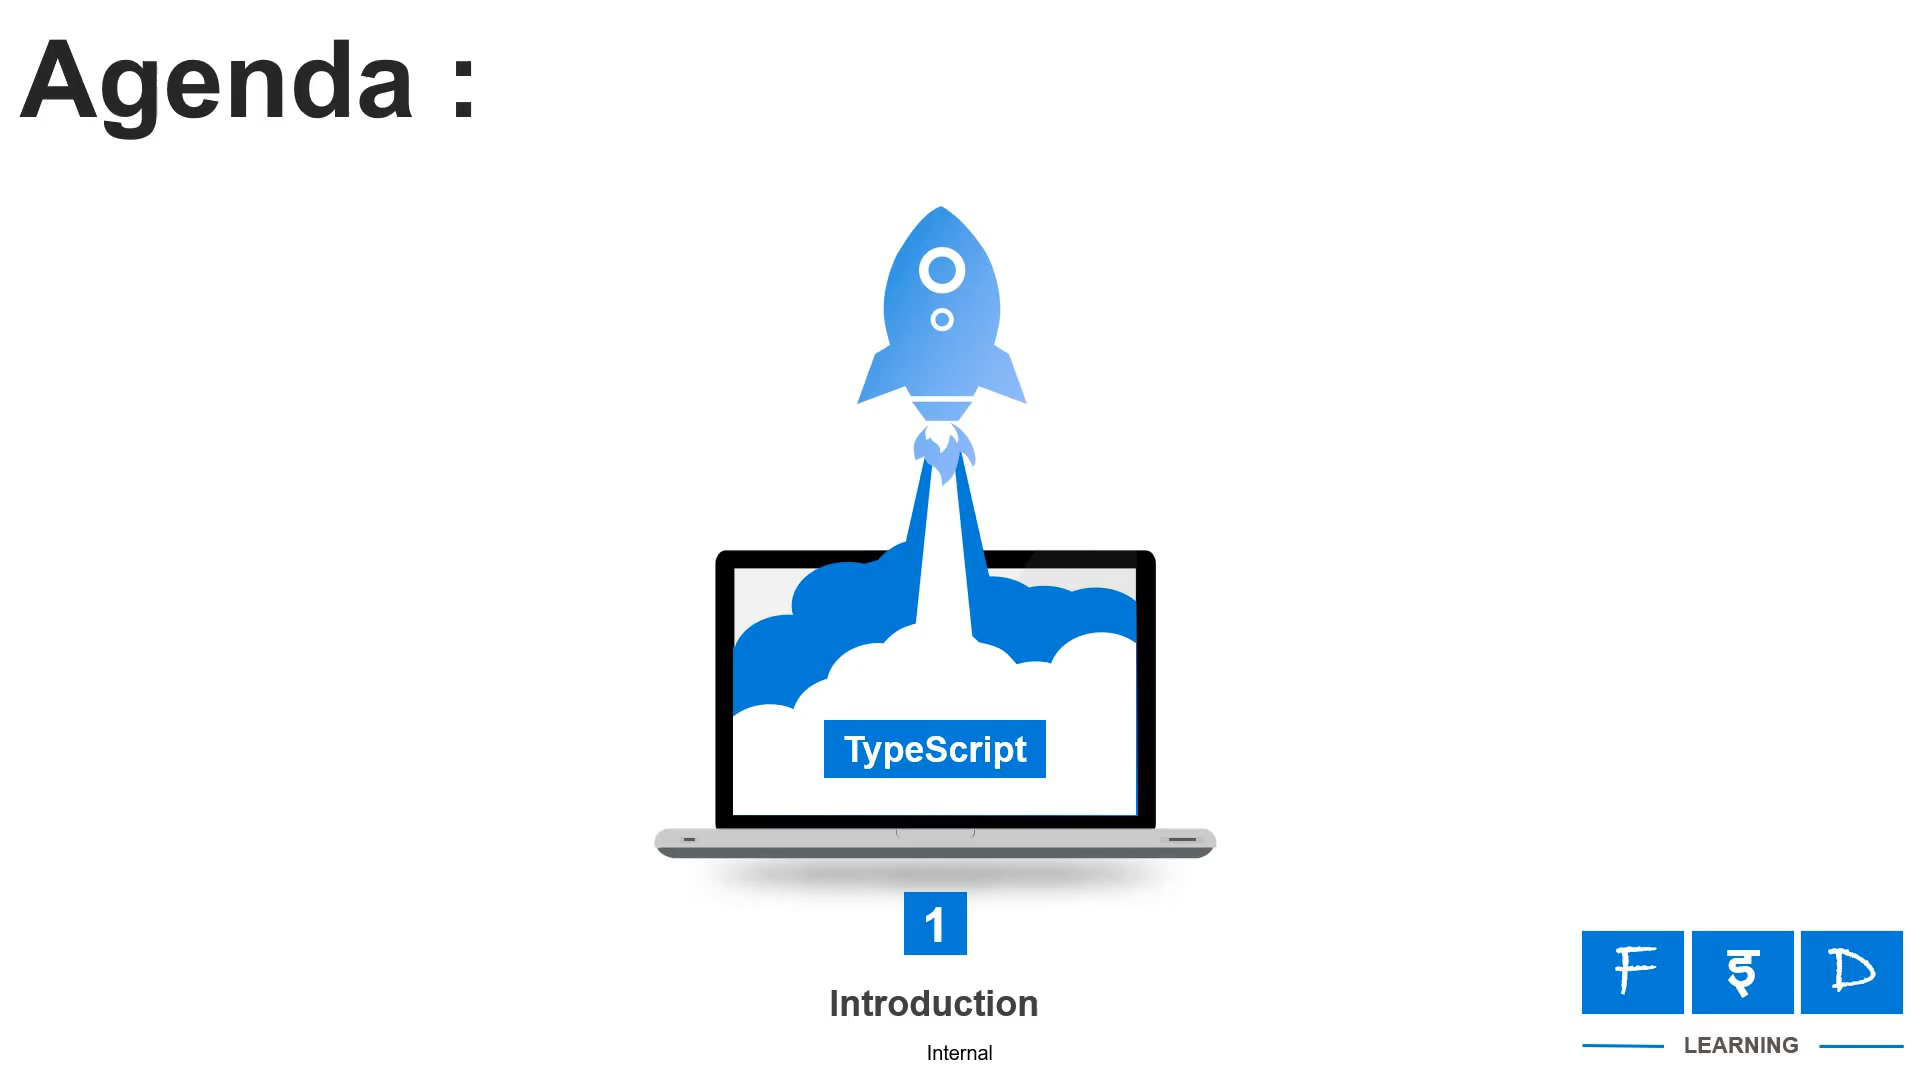 Agenda :
TypeScript
1
Introduction
Internal
F इ D
LEARNING